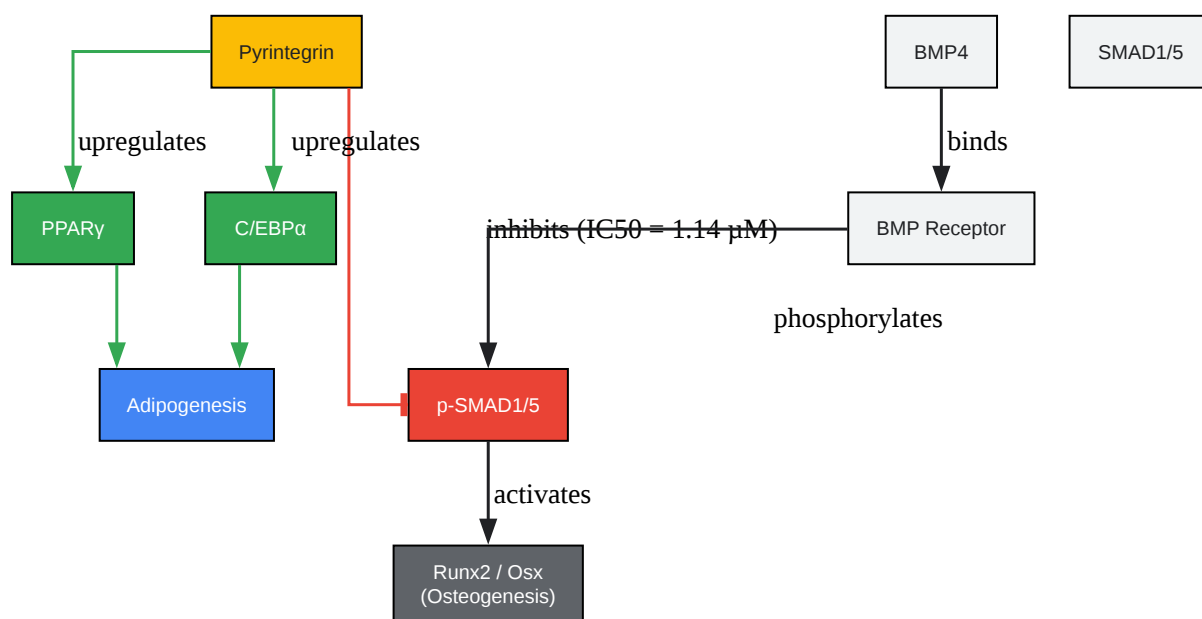 Pyrintegrin
BMP4
SMAD1/5
upregulates
upregulates
binds
PPARγ
C/EBPα
inhibits (IC50 = 1.14 µM)
BMP Receptor
phosphorylates
Adipogenesis
p-SMAD1/5
activates
Runx2 / Osx
(Osteogenesis)